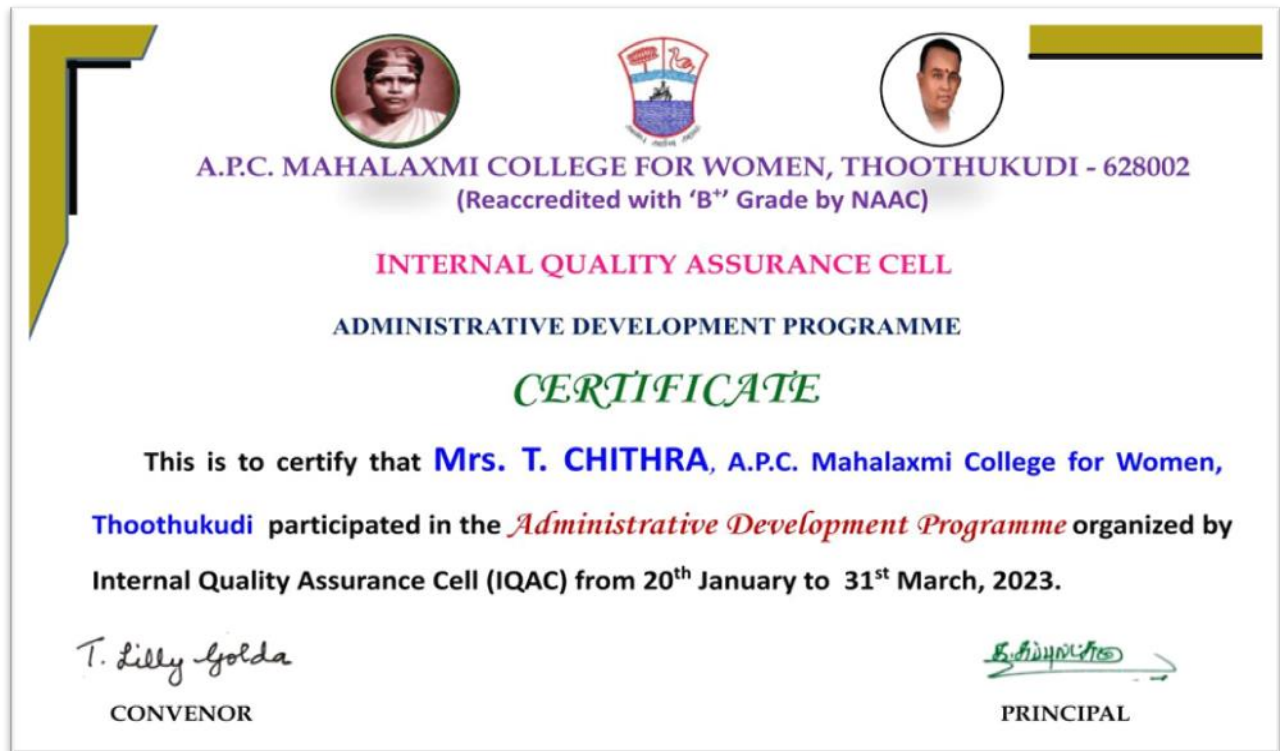 A.P.C. MAHALAXMI COLLEGE FOR WOMEN, THOOTHUKUDI - 628002
(Reaccredited with ‘B⁺’ Grade by NAAC)
INTERNAL QUALITY ASSURANCE CELL
ADMINISTRATIVE DEVELOPMENT PROGRAMME
CERTIFICATE
This is to certify that Mrs. T. CHITHRA, A.P.C. Mahalaxmi College for Women,
Thoothukudi participated in the Administrative Development Programme organized by
Internal Quality Assurance Cell (IQAC) from 20th January to 31st March, 2023.
T. Lilly Golda
CONVENOR
PRINCIPAL